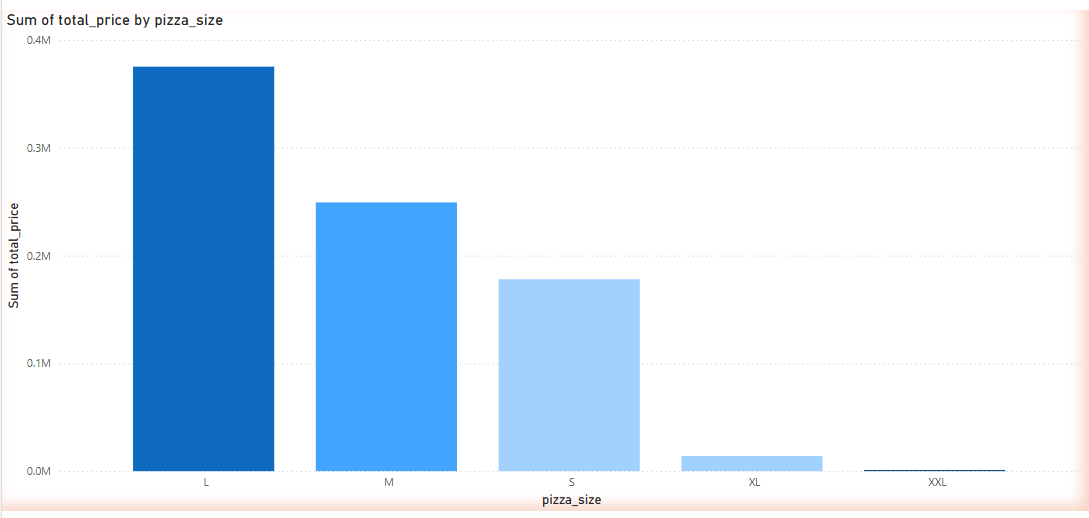 Sum of total_price by pizza_size
0.4M
0.3M
0.2M
0.1M
0.0M
Sum of total_price
L M S XL XXL
pizza_size